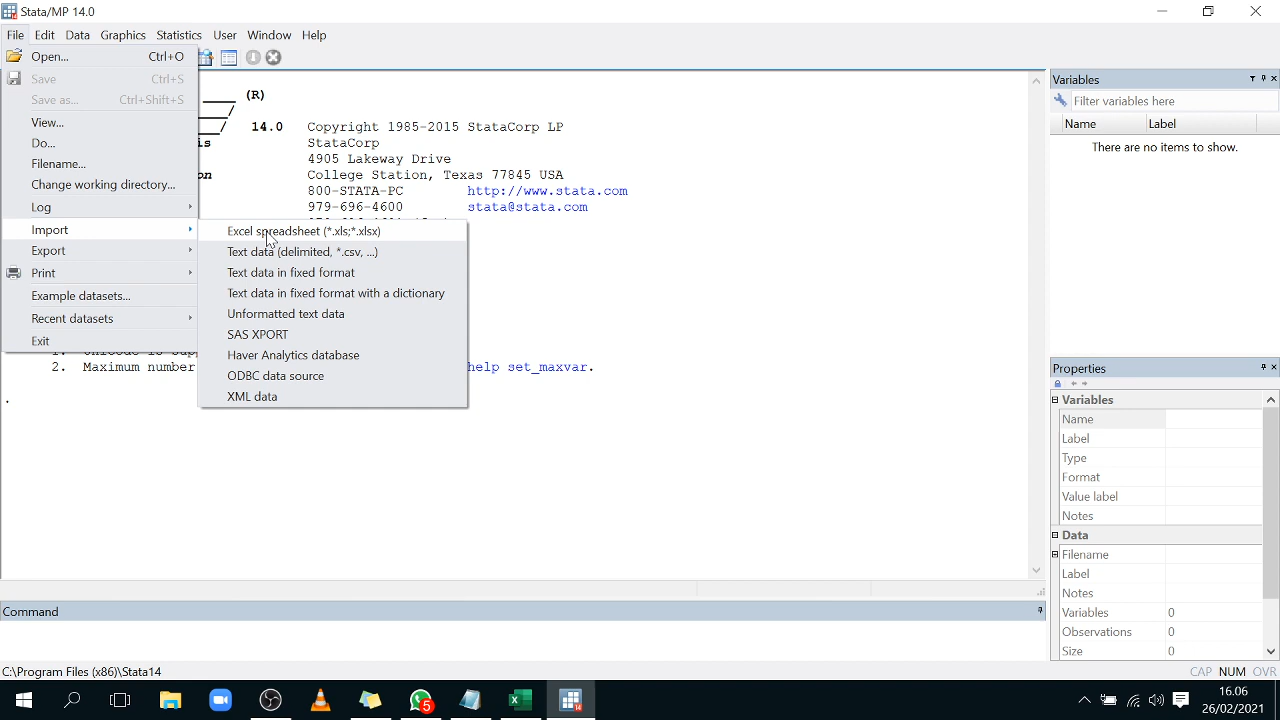 Stata/MP 14.0
File Edit Data Graphics Statistics User Window Help
Open... Ctrl+O
Save Ctrl+S
Save as... Ctrl+Shift+S
View...
Do...
Filename...
Change working directory...
Log
Import
Export
Print
Example datasets...
Recent datasets
Exit
Excel spreadsheet (*.xls;*.xlsx)
Text data (delimited, *.csv, ...)
Text data in fixed format
Text data in fixed format with a dictionary
Unformatted text data
SAS XPORT
Haver Analytics database
ODBC data source
XML data
(R)
14.0 Copyright 1985-2015 StataCorp LP
is StataCorp
4905 Lakeway Drive
on College Station, Texas 77845 USA
800-STATA-PC http://www.stata.com
979-696-4600 stata@stata.com
2. Maximum number help set_maxvar.
.
Variables
Filter variables here
Name Label
There are no items to show.
Properties
Variables
Name
Label
Type
Format
Value label
Notes
Data
Filename
Label
Notes
Variables 0
Observations 0
Size 0
Command
C:\Program Files (x86)\Stata14
CAP NUM OVR
5
14
16.06
26/02/2021